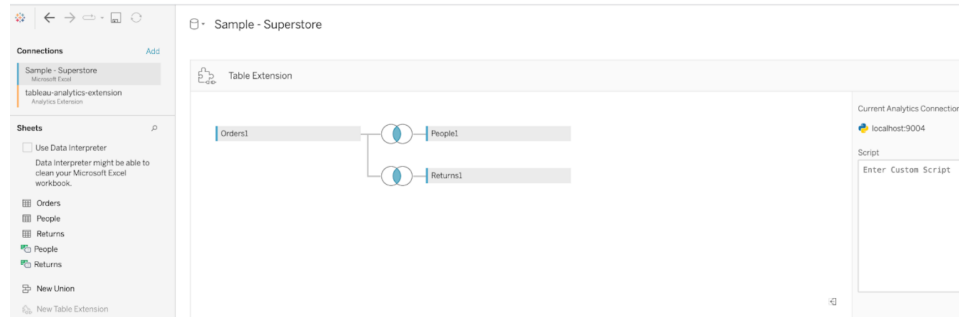 Sample - Superstore
Connections
Add
Sample - Superstore
Microsoft Excel
tableau-analytics-extension
Analytics Extension
Sheets
Use Data Interpreter
Data Interpreter might be able to
clean your Microsoft Excel
workbook.
Orders
People
Returns
People
Returns
New Union
New Table Extension
Table Extension
Orders1
People1
Returns1
Current Analytics Connection
localhost:9004
Script
Enter Custom Script